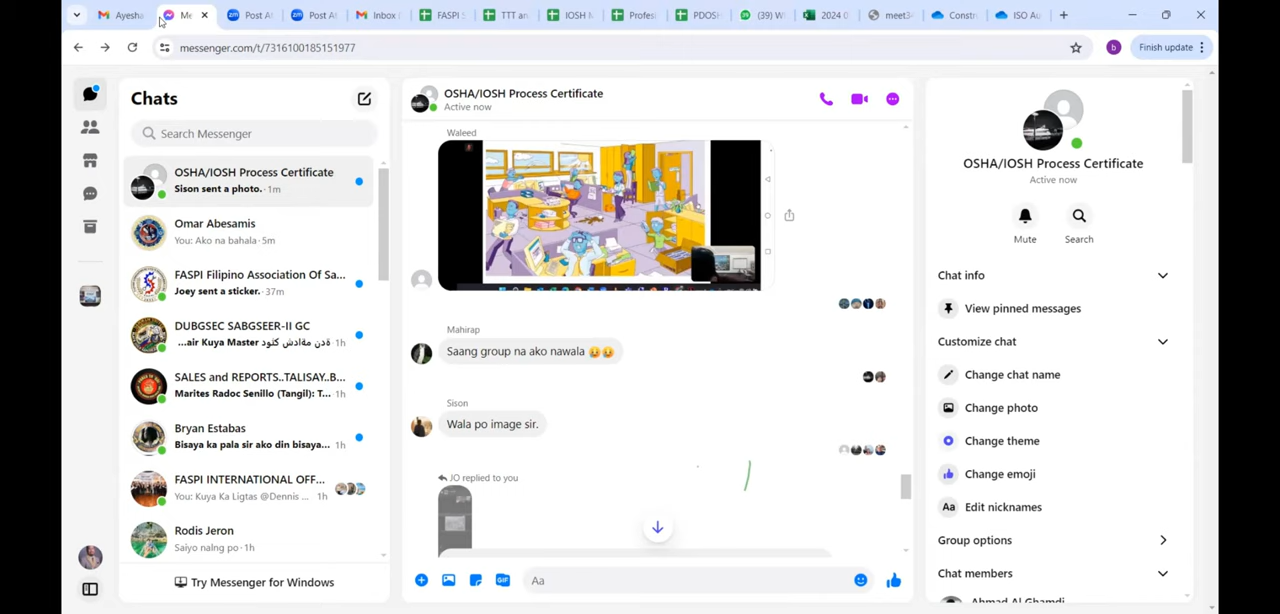 Ayesha
Me
Post A
Post A
Inbox
FASPI
TTT an
IOSH
Profes
PDOSH
(39) W
2024 0
meet3
Constr
ISO Au
messenger.com/t/7316100185151977
b
Finish update
Chats
Search Messenger
OSHA/IOSH Process Certificate
Sison sent a photo. · 1m
Omar Abesamis
You: Ako na bahala · 5m
FASPI Filipino Association Of Sa...
Joey sent a sticker. · 37m
DUBGSEC SABGSEER-II GC
...air Kuya Master هدن مةادش كثود · 1h
SALES and REPORTS..TALISAY..B...
Marites Radoc Senillo (Tangil): T... 1h
Bryan Estabas
Bisaya ka pala sir ako din bisaya... 1h
FASPI INTERNATIONAL OFF...
You: Kuya Ka Ligtas @Dennis ... · 1h
Rodis Jeron
Saiyo nalng po · 1h
Try Messenger for Windows
OSHA/IOSH Process Certificate
Active now
Waleed
Mahirap
Saang group na ako nawala 😥😥
Sison
Wala po image sir.
JO replied to you
GIF
Aa
OSHA/IOSH Process Certificate
Active now
Mute
Search
Chat info
View pinned messages
Customize chat
Change chat name
Change photo
Change theme
Change emoji
Aa Edit nicknames
Group options
Chat members
Ahmad Al Ghamdi